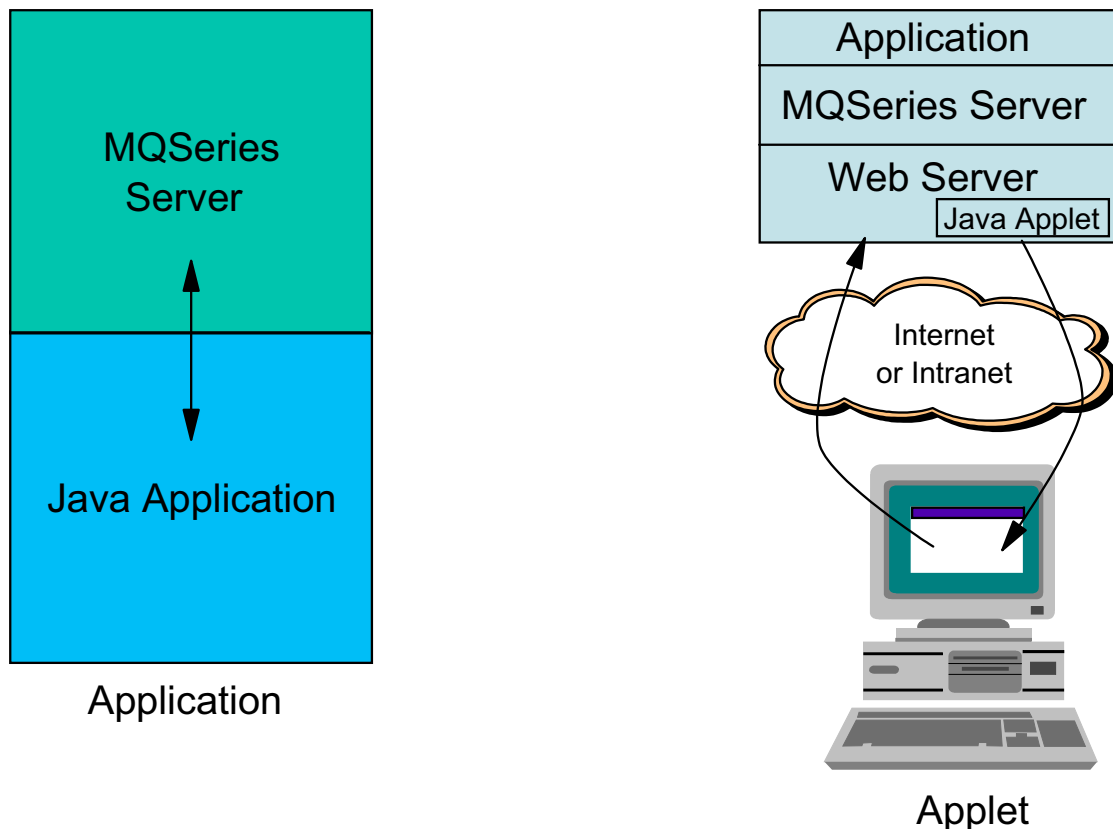 MQSeries
Server
Java Application
Application
Application
MQSeries Server
Web Server
Java Applet
Internet
or Intranet
Applet